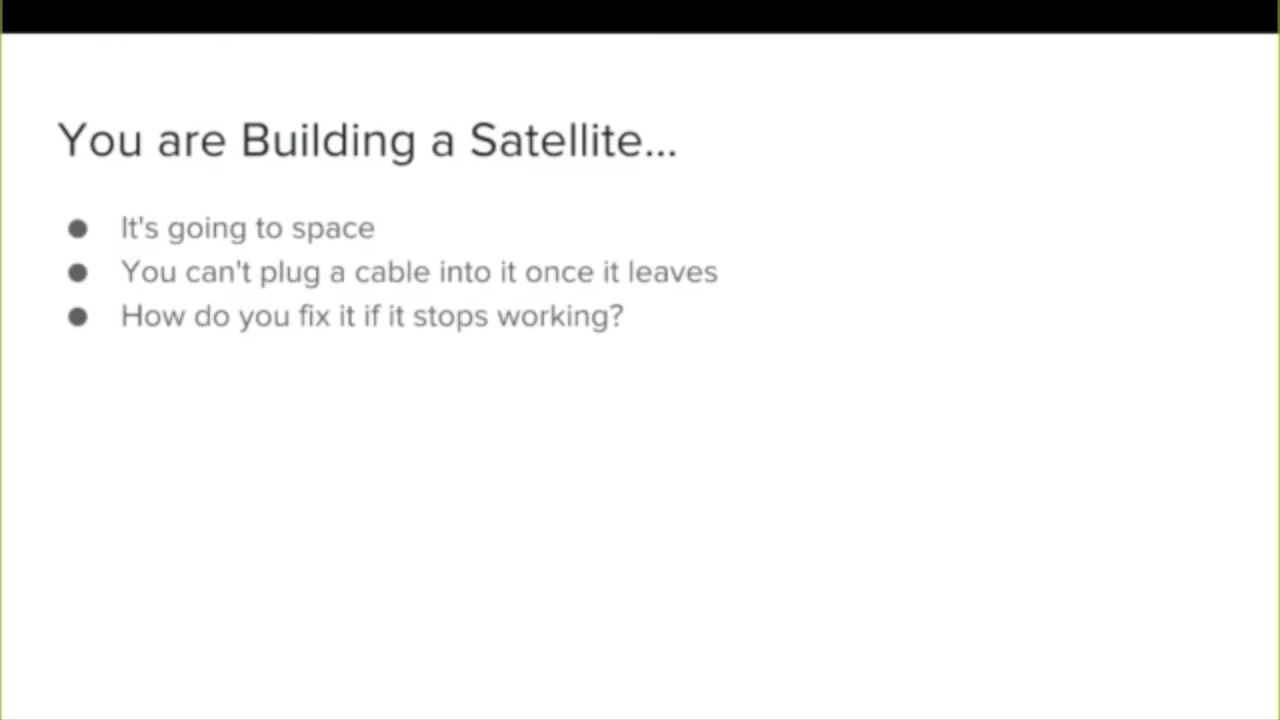 You are Building a Satellite...
● It's going to space
● You can't plug a cable into it once it leaves
● How do you fix it if it stops working?